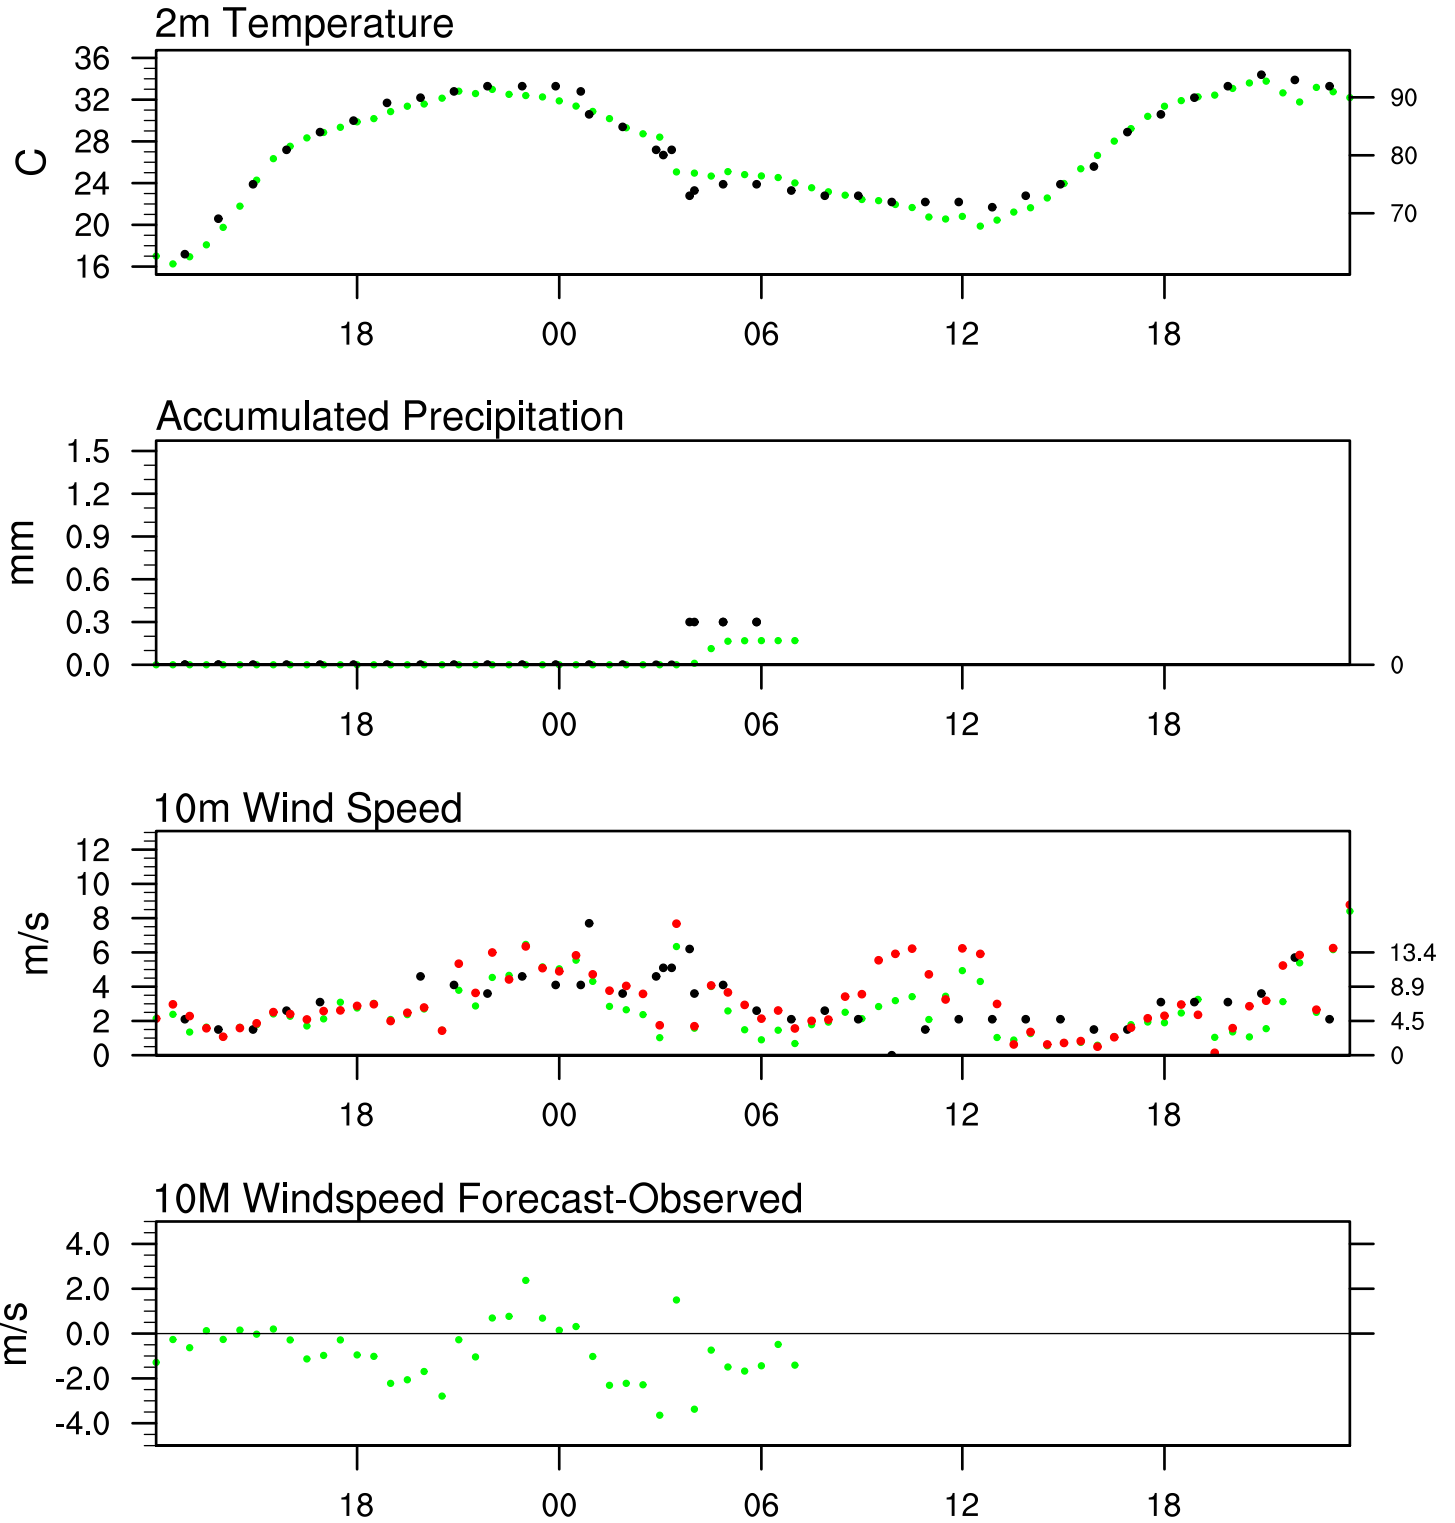 2m Temperature
36
32
28
24
20
16
C
90
80
70
18 00 06 12 18
Accumulated Precipitation
1.5
1.2
0.9
0.6
0.3
0.0
mm
0
18 00 06 12 18
10m Wind Speed
12
10
8
6
4
2
0
m/s
13.4
8.9
4.5
0
18 00 06 12 18
10M Windspeed Forecast-Observed
4.0
2.0
0.0
-2.0
-4.0
m/s
18 00 06 12 18